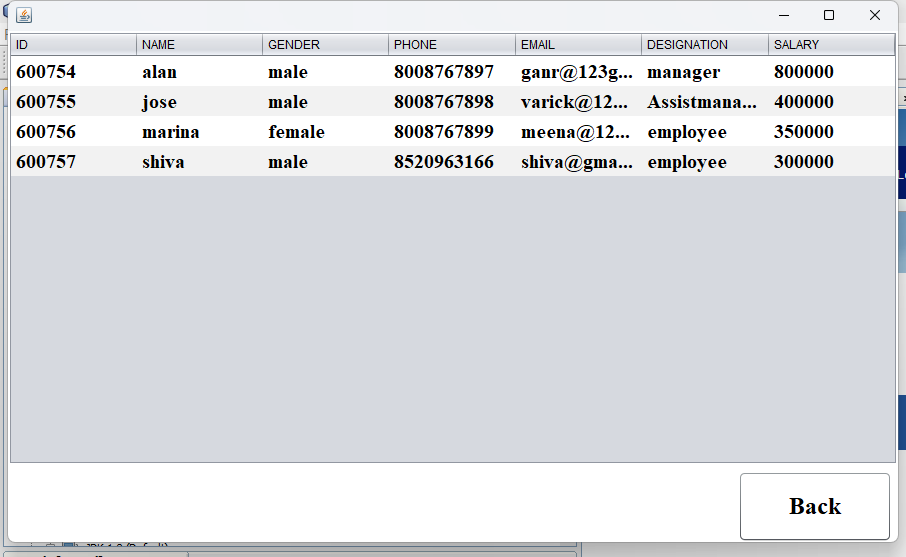 ID NAME GENDER PHONE EMAIL DESIGNATION SALARY
600754 alan male 8008767897 ganr@123g... manager 800000
600755 jose male 8008767898 varick@12... Assistmana... 400000
600756 marina female 8008767899 meena@12... employee 350000
600757 shiva male 8520963166 shiva@gma... employee 300000
Back